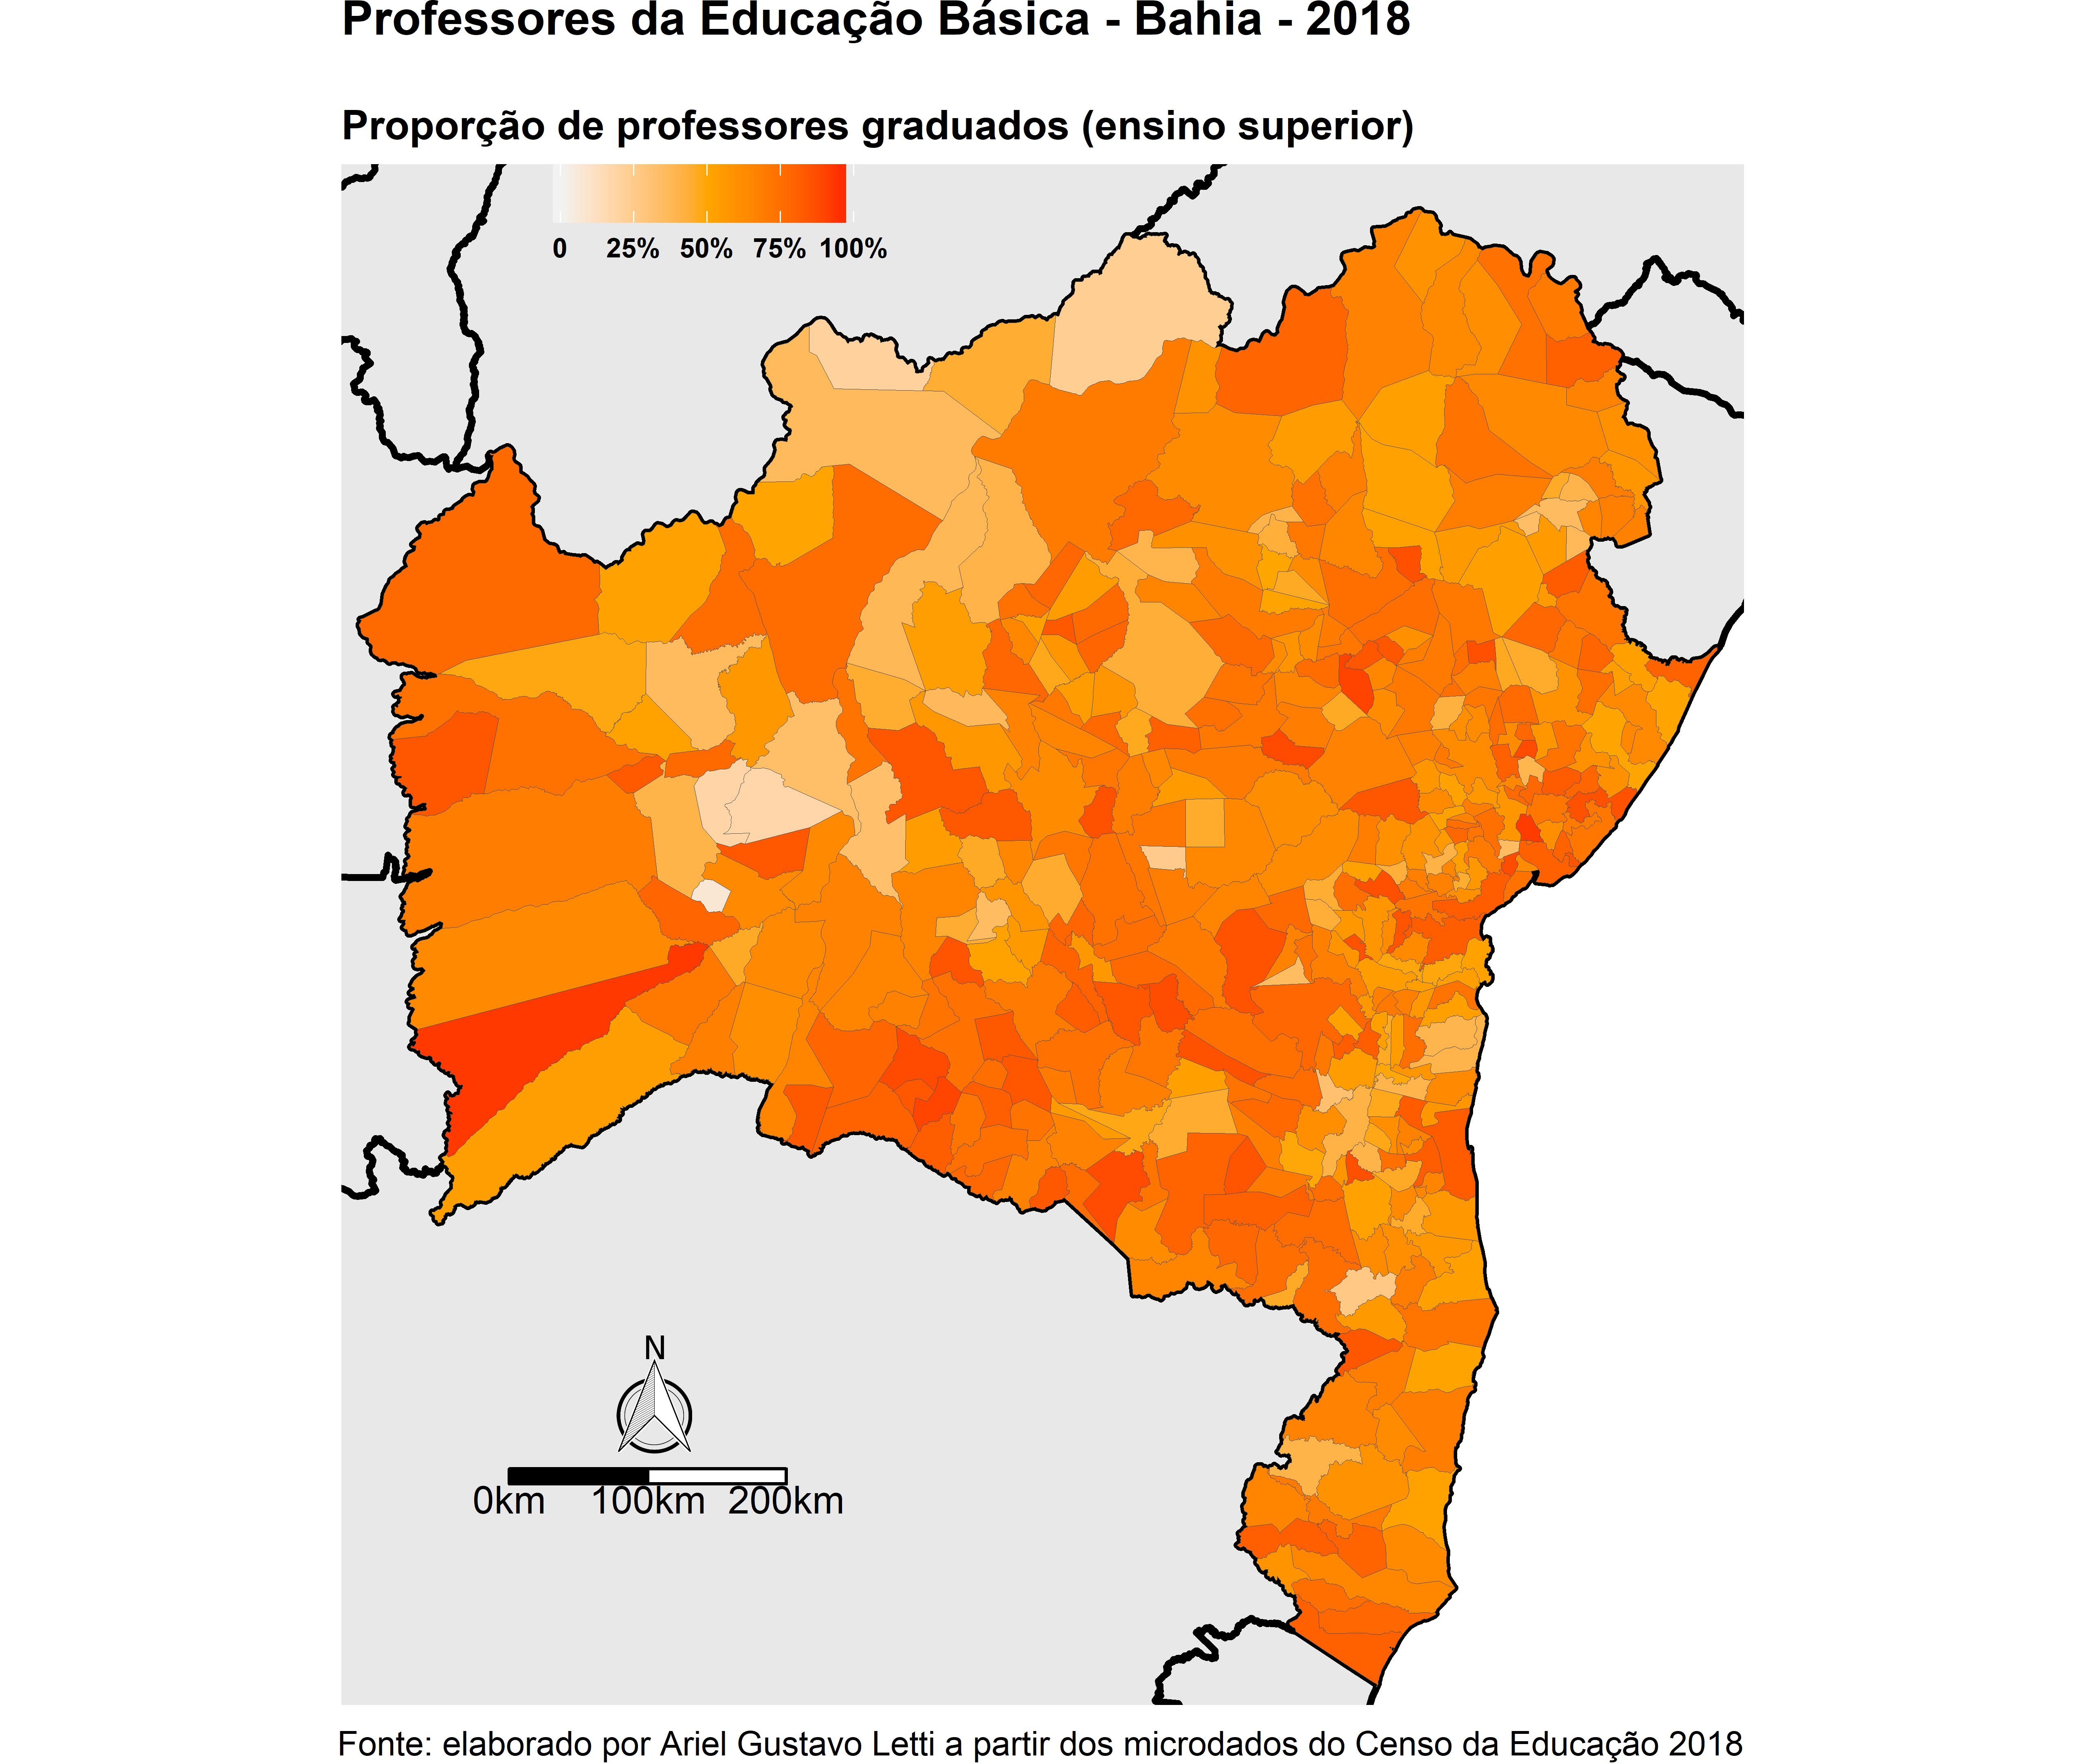 Professores da Educação Básica - Bahia - 2018
Proporção de professores graduados (ensino superior)
0 25% 50% 75% 100%
N
0km 100km 200km
Fonte: elaborado por Ariel Gustavo Letti a partir dos microdados do Censo da Educação 2018